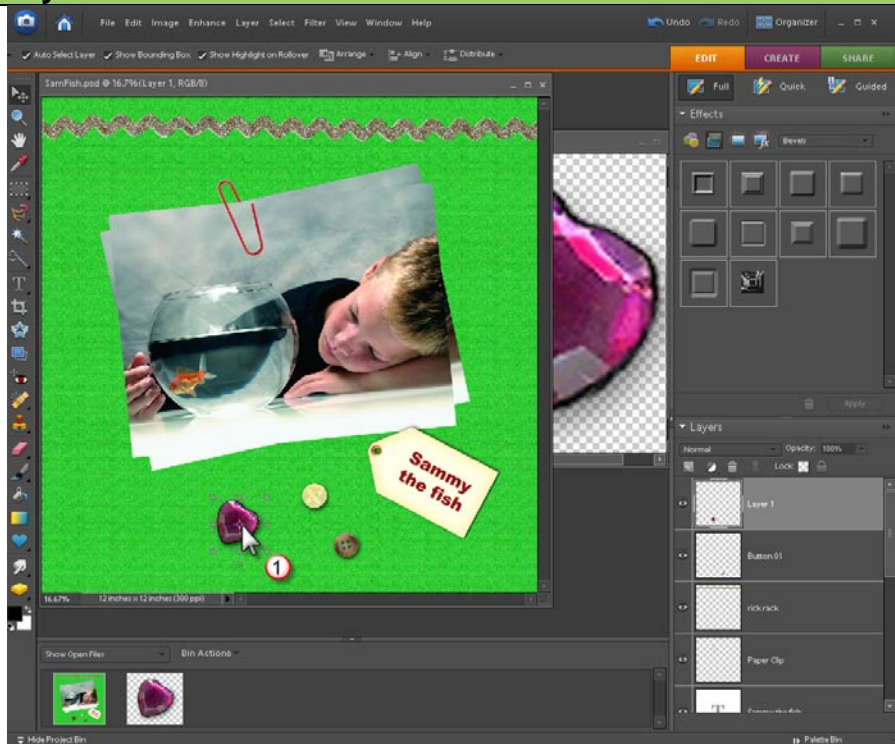 File Edit Image Enhance Layer Select Filter View Window Help
Undo Redo Organizer
Auto Select Layer Show Bounding Box Show Highlight on Rollover Arrange Align Distribute
EDIT CREATE SHARE
SamFish.psd @ 16.7% (Layer 1, RGB/8)
Full Quick Guided
Effects
Bevels
Sammy
the fish
1
Apply
Layers
Normal Opacity: 100%
Lock:
Layer 1
Button 01
rick rack
Paper Clip
T Sammy the fish
16.67% 12 inches x 12 inches (300 ppi)
Show Open Files Bin Actions
Hide Project Bin Palette Bin